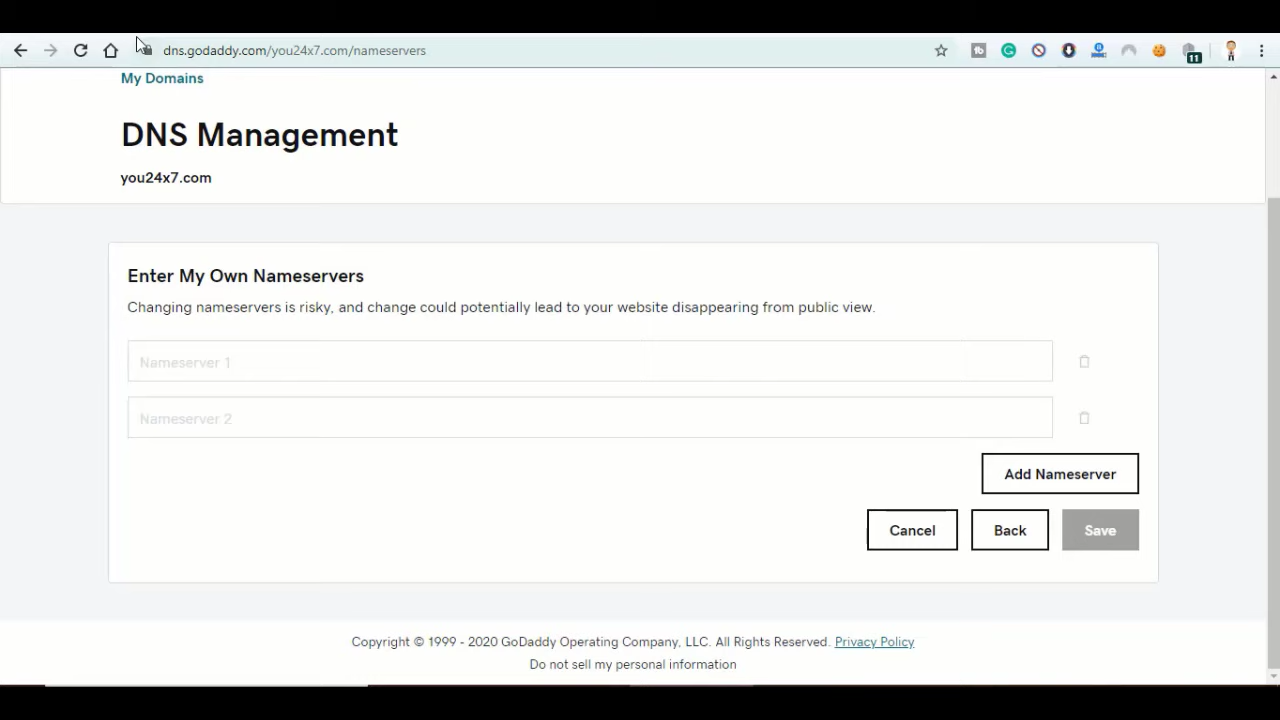 dns.godaddy.com/you24x7.com/nameservers
11
My Domains
DNS Management
you24x7.com
Enter My Own Nameservers
Changing nameservers is risky, and change could potentially lead to your website disappearing from public view.
Nameserver 1
Nameserver 2
Add Nameserver
Cancel Back Save
Copyright © 1999 - 2020 GoDaddy Operating Company, LLC. All Rights Reserved. Privacy Policy
Do not sell my personal information